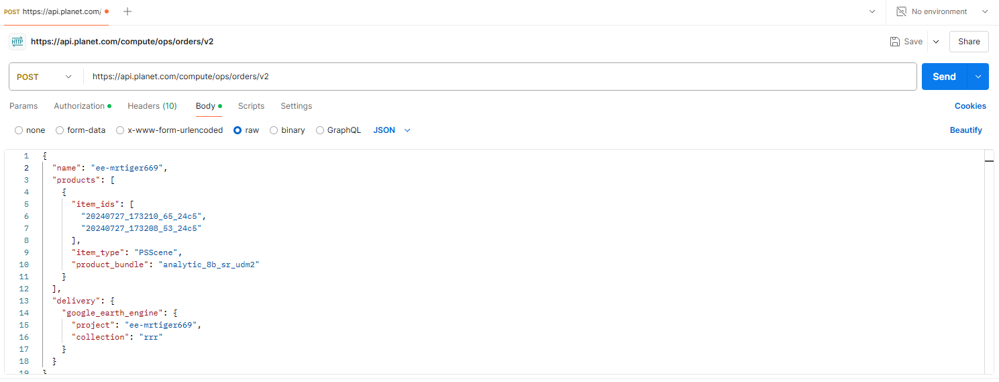 POST https://api.planet.com/
No environment
HTTP https://api.planet.com/compute/ops/orders/v2
Save
Share
POST https://api.planet.com/compute/ops/orders/v2
Send
Params Authorization Headers (10) Body Scripts Settings
Cookies
none form-data x-www-form-urlencoded raw binary GraphQL JSON
Beautify
1 {
2 "name": "ee-mrtiger669",
3 "products": [
4 {
5 "item_ids": [
6 "20240727_173210_65_24c5",
7 "20240727_173208_53_24c5"
8 ],
9 "item_type": "PSScene",
10 "product_bundle": "analytic_8b_sr_udm2"
11 }
12 ],
13 "delivery": {
14 "google_earth_engine": {
15 "project": "ee-mrtiger669",
16 "collection": "rrr"
17 }
18 }
19 }